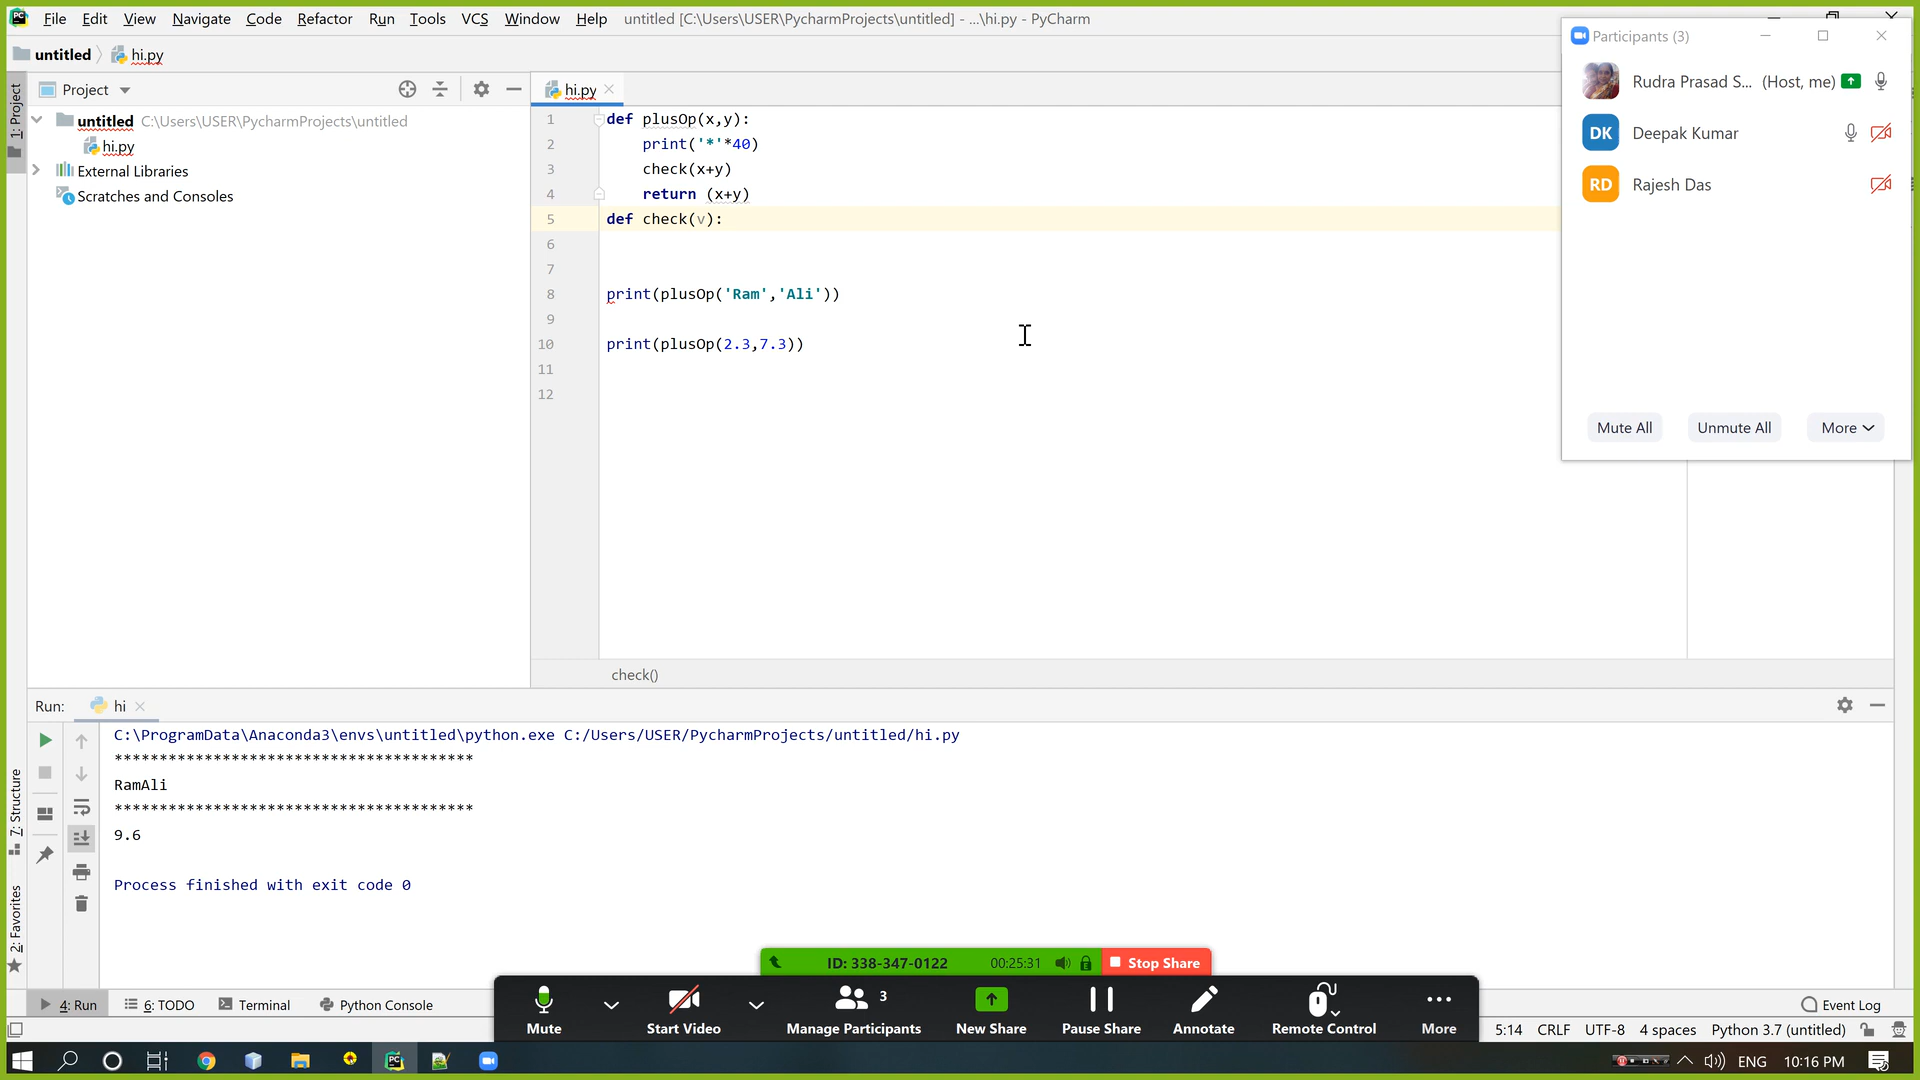 File Edit View Navigate Code Refactor Run Tools VCS Window Help untitled [C:\Users\USER\PycharmProjects\untitled] - ...\hi.py - PyCharm
untitled hi.py
Project
hi.py
1: Project
untitled C:\Users\USER\PycharmProjects\untitled
hi.py
External Libraries
Scratches and Consoles
1 def plusOp(x,y):
2 print('*'*40)
3 check(x+y)
4 return (x+y)
5 def check(v):
6
7
8 print(plusOp('Ram','Ali'))
9
10 print(plusOp(2.3,7.3))
11
12
check()
Participants (3)
Rudra Prasad S... (Host, me)
DK Deepak Kumar
RD Rajesh Das
Mute All Unmute All More
Run: hi
C:\ProgramData\Anaconda3\envs\untitled\python.exe C:/Users/USER/PycharmProjects/untitled/hi.py
****************************************
RamAli
****************************************
9.6
Process finished with exit code 0
7: Structure
2: Favorites
ID: 338-347-0122 00:25:31 Stop Share
3
Mute Start Video Manage Participants New Share Pause Share Annotate Remote Control More
4: Run 6: TODO Terminal Python Console Event Log
5:14 CRLF UTF-8 4 spaces Python 3.7 (untitled)
ENG 10:16 PM